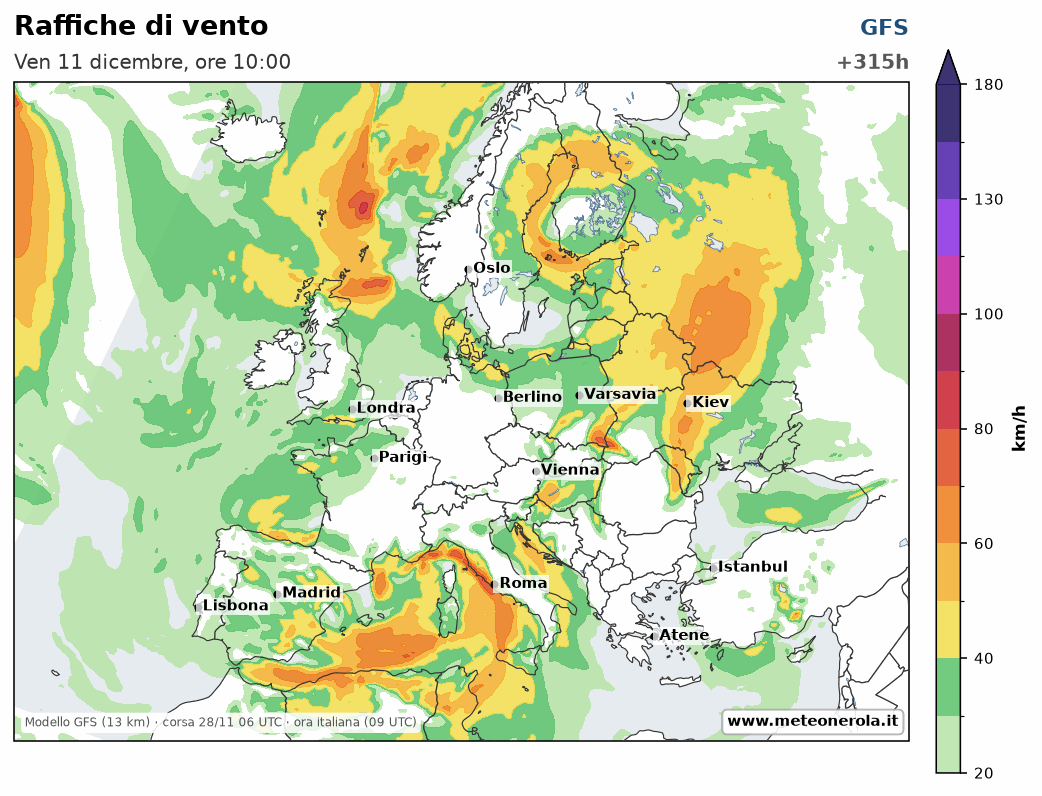 Raffiche di vento
GFS
Ven 11 dicembre, ore 10:00
+315h
180
130
100
80
60
40
20
km/h
Oslo
Berlino
Varsavia
Kiev
Londra
Parigi
Vienna
Istanbul
Roma
Madrid
Lisbona
Atene
Modello GFS (13 km) · corsa 28/11 06 UTC · ora italiana (09 UTC)
www.meteonerola.it